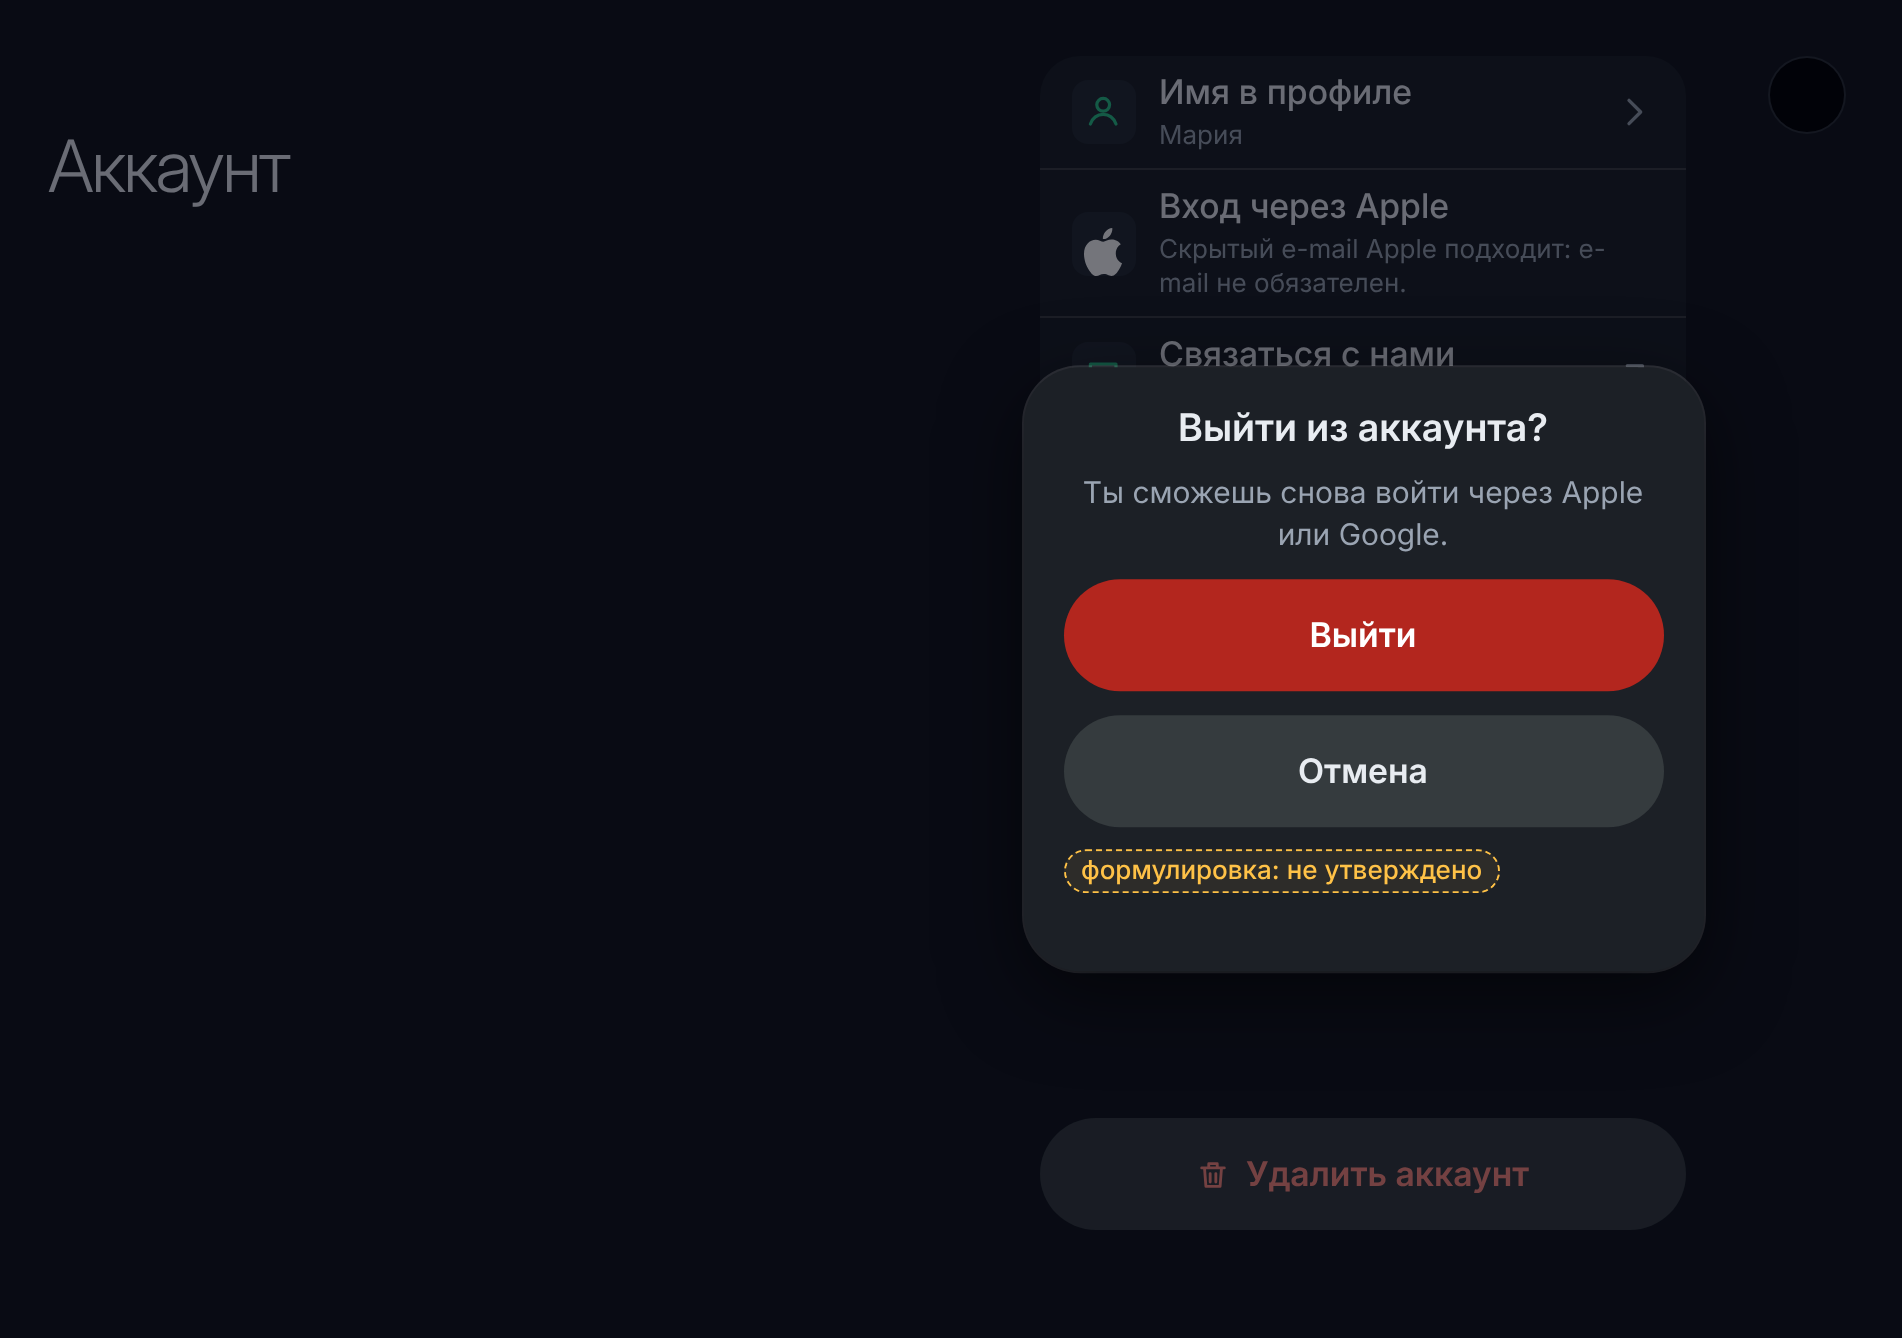 Аккаунт
Имя в профиле
Мария
Вход через Apple
Скрытый e-mail Apple подходит: e-
mail не обязателен.
Связаться с нами
Выйти из аккаунта?
Ты сможешь снова войти через Apple
или Google.
Выйти
Отмена
формулировка: не утверждено
Удалить аккаунт